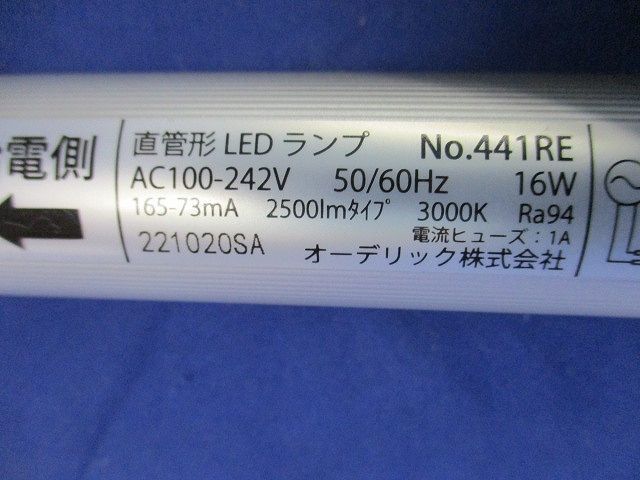 電側
直管形 LED ランプ No.441RE
AC100-242V 50/60Hz 16W
165-73mA 2500lmﾀｲﾌﾟ 3000K Ra94
電流ヒューズ:1A
221020SA オーデリック株式会社